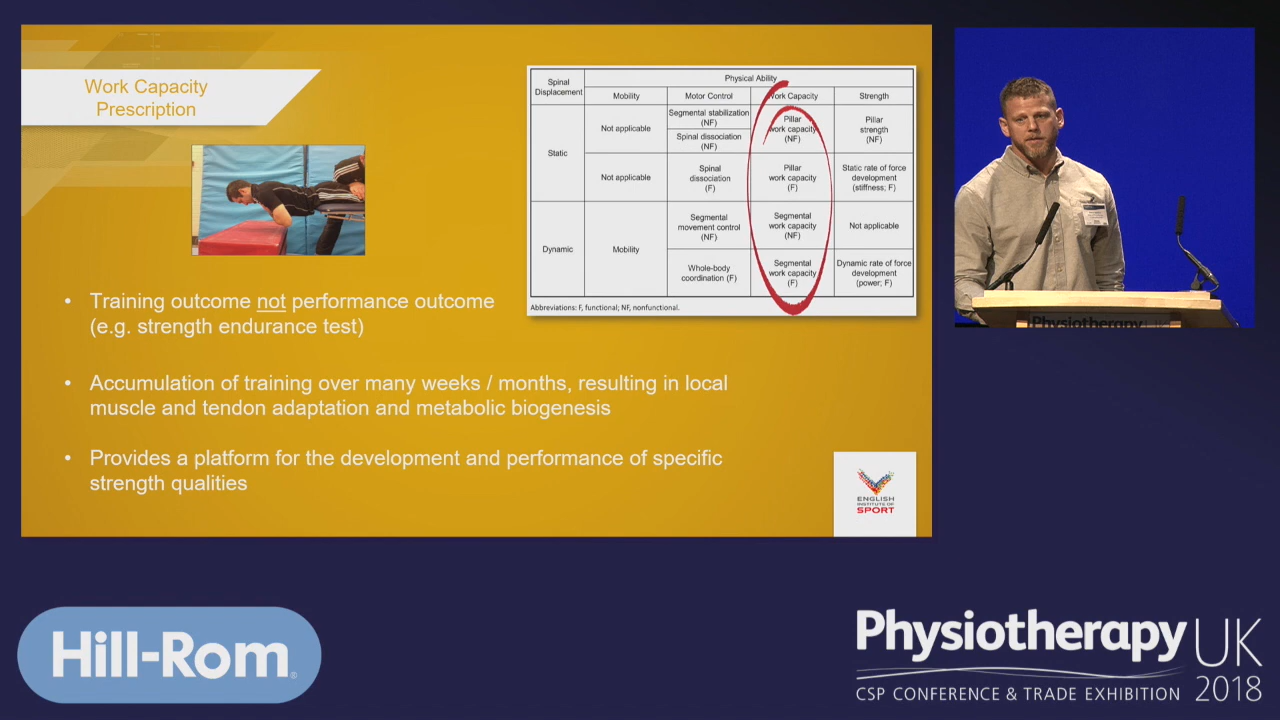 Work Capacity
Prescription
Spinal
Displacement
Physical Ability
Mobility
Motor Control
Work Capacity
Strength
Static
Not applicable
Segmental stabilization
(NF)
Spinal dissociation
(NF)
Pillar
work capacity
(NF)
Pillar
strength
(NF)
Not applicable
Spinal
dissociation
(F)
Pillar
work capacity
(F)
Static rate of force
development
(stiffness; F)
Dynamic
Mobility
Segmental
movement control
(NF)
Segmental
work capacity
(NF)
Not applicable
Whole-body
coordination (F)
Segmental
work capacity
(F)
Dynamic rate of force
development
(power; F)
Abbreviations: F, functional; NF, nonfunctional.
• Training outcome not performance outcome
(e.g. strength endurance test)
• Accumulation of training over many weeks / months, resulting in local
muscle and tendon adaptation and metabolic biogenesis
• Provides a platform for the development and performance of specific
strength qualities
ENGLISH
INSTITUTE OF
SPORT
Physiotherapy
Hill-Rom®
Physiotherapy UK
CSP CONFERENCE & TRADE EXHIBITION 2018